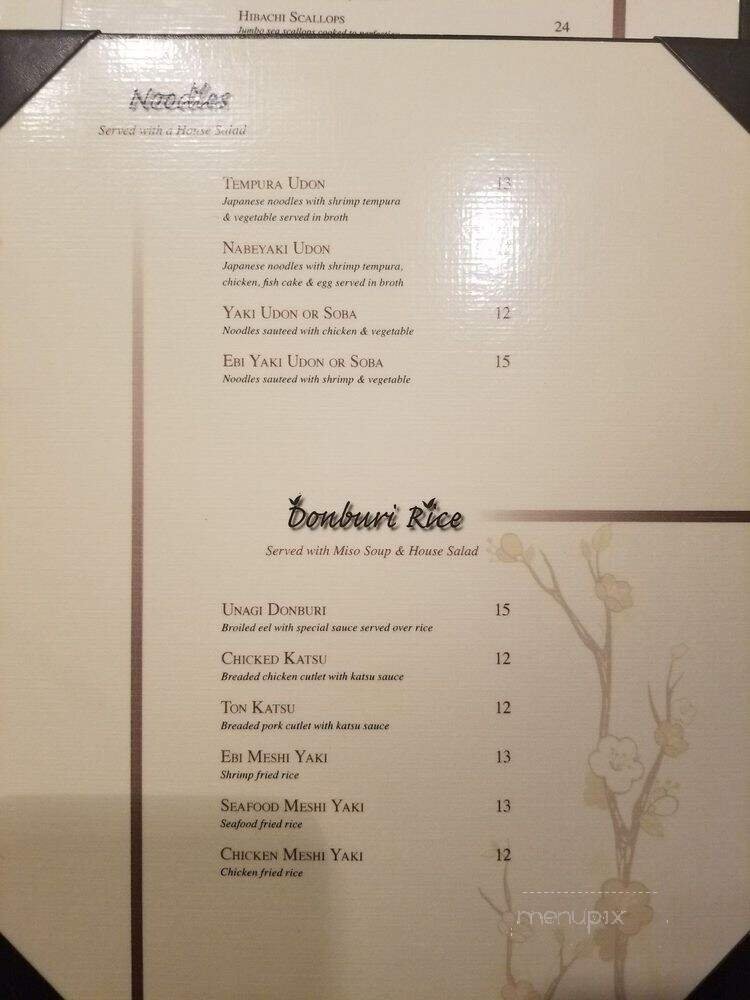 HIBACHI SCALLOPS 24
Jumbo sea scallops cooked to perfection
Noodles
Served with a House Salad
TEMPURA UDON 13
Japanese noodles with shrimp tempura
& vegetable served in broth
NABEYAKI UDON
Japanese noodles with shrimp tempura,
chicken, fish cake & egg served in broth
YAKI UDON OR SOBA 12
Noodles sauteed with chicken & vegetable
EBI YAKI UDON OR SOBA 15
Noodles sauteed with shrimp & vegetable
Donburi Rice
Served with Miso Soup & House Salad
UNAGI DONBURI 15
Broiled eel with special sauce served over rice
CHICKED KATSU 12
Breaded chicken cutlet with katsu sauce
TON KATSU 12
Breaded pork cutlet with katsu sauce
EBI MESHI YAKI 13
Shrimp fried rice
SEAFOOD MESHI YAKI 13
Seafood fried rice
CHICKEN MESHI YAKI 12
Chicken fried rice
menupix